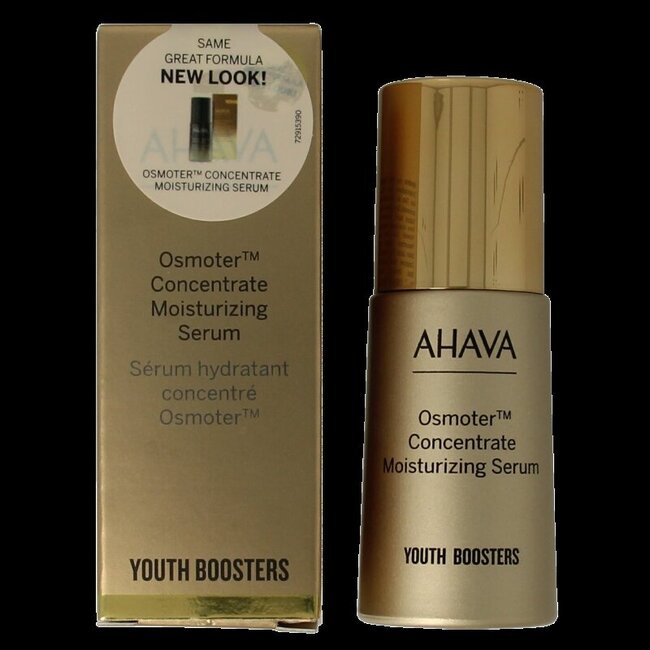 SAME
GREAT FORMULA
NEW LOOK!
72915390
AHAVA
OSMOTER™ CONCENTRATE
MOISTURIZING SERUM
Osmoter™
Concentrate
Moisturizing
Serum
Sérum hydratant
concentré
Osmoter™
YOUTH BOOSTERS
AHAVA
Osmoter™
Concentrate
Moisturizing Serum
YOUTH BOOSTERS